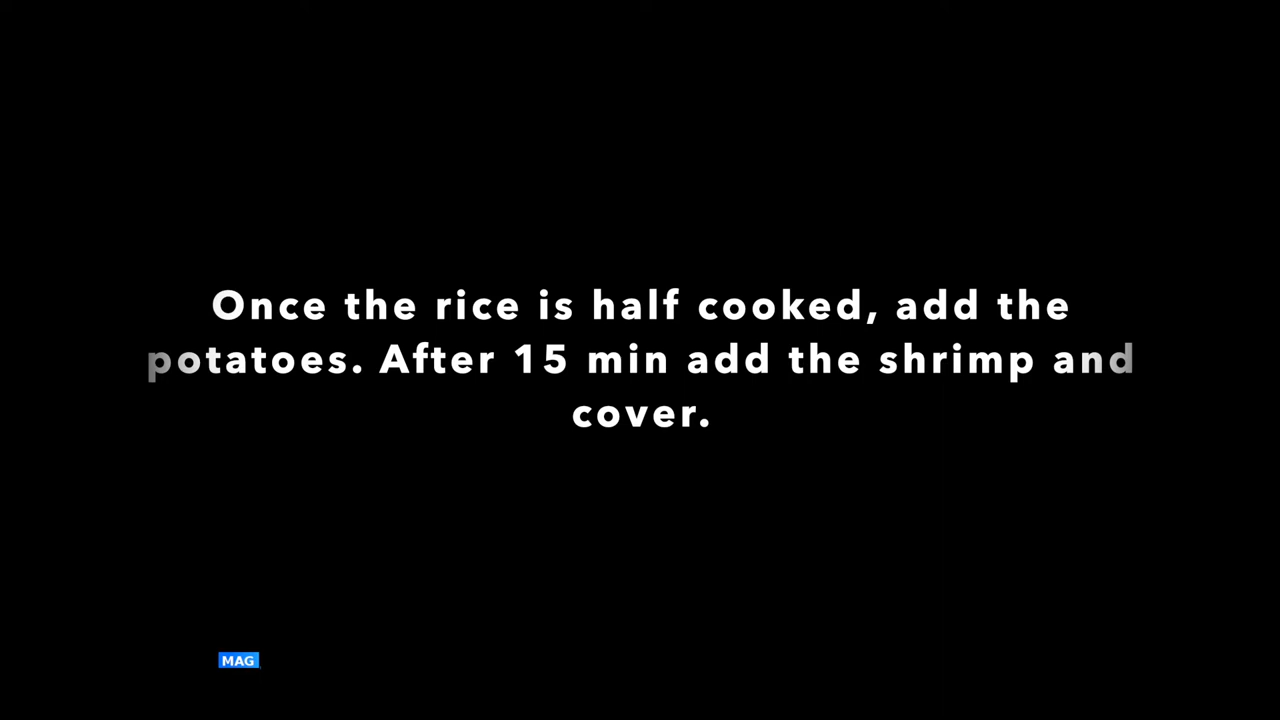 Once the rice is half cooked, add the
potatoes. After 15 min add the shrimp and
cover.
MAG